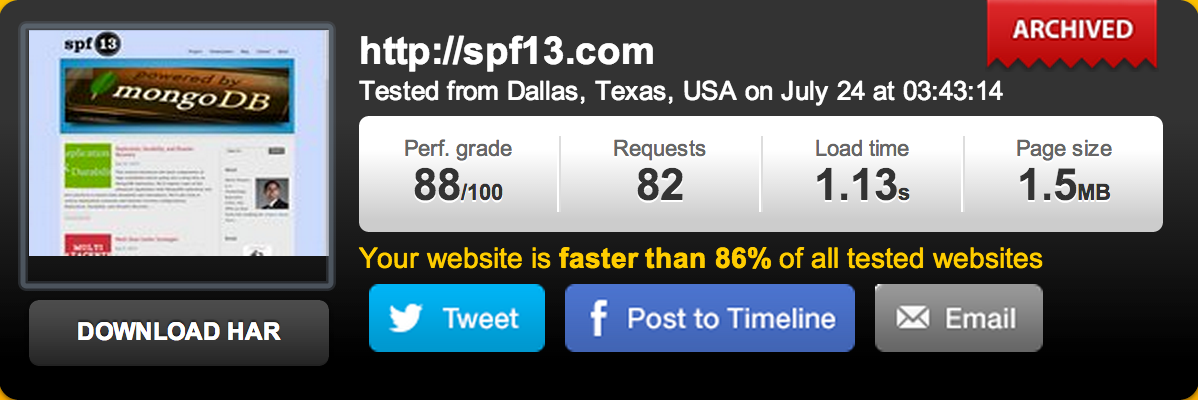 ARCHIVED
spf13
powered by
mongoDB
http://spf13.com
Tested from Dallas, Texas, USA on July 24 at 03:43:14
Perf. grade Requests Load time Page size
88/100 82 1.13s 1.5MB
Your website is faster than 86% of all tested websites
Tweet Post to Timeline Email
DOWNLOAD HAR